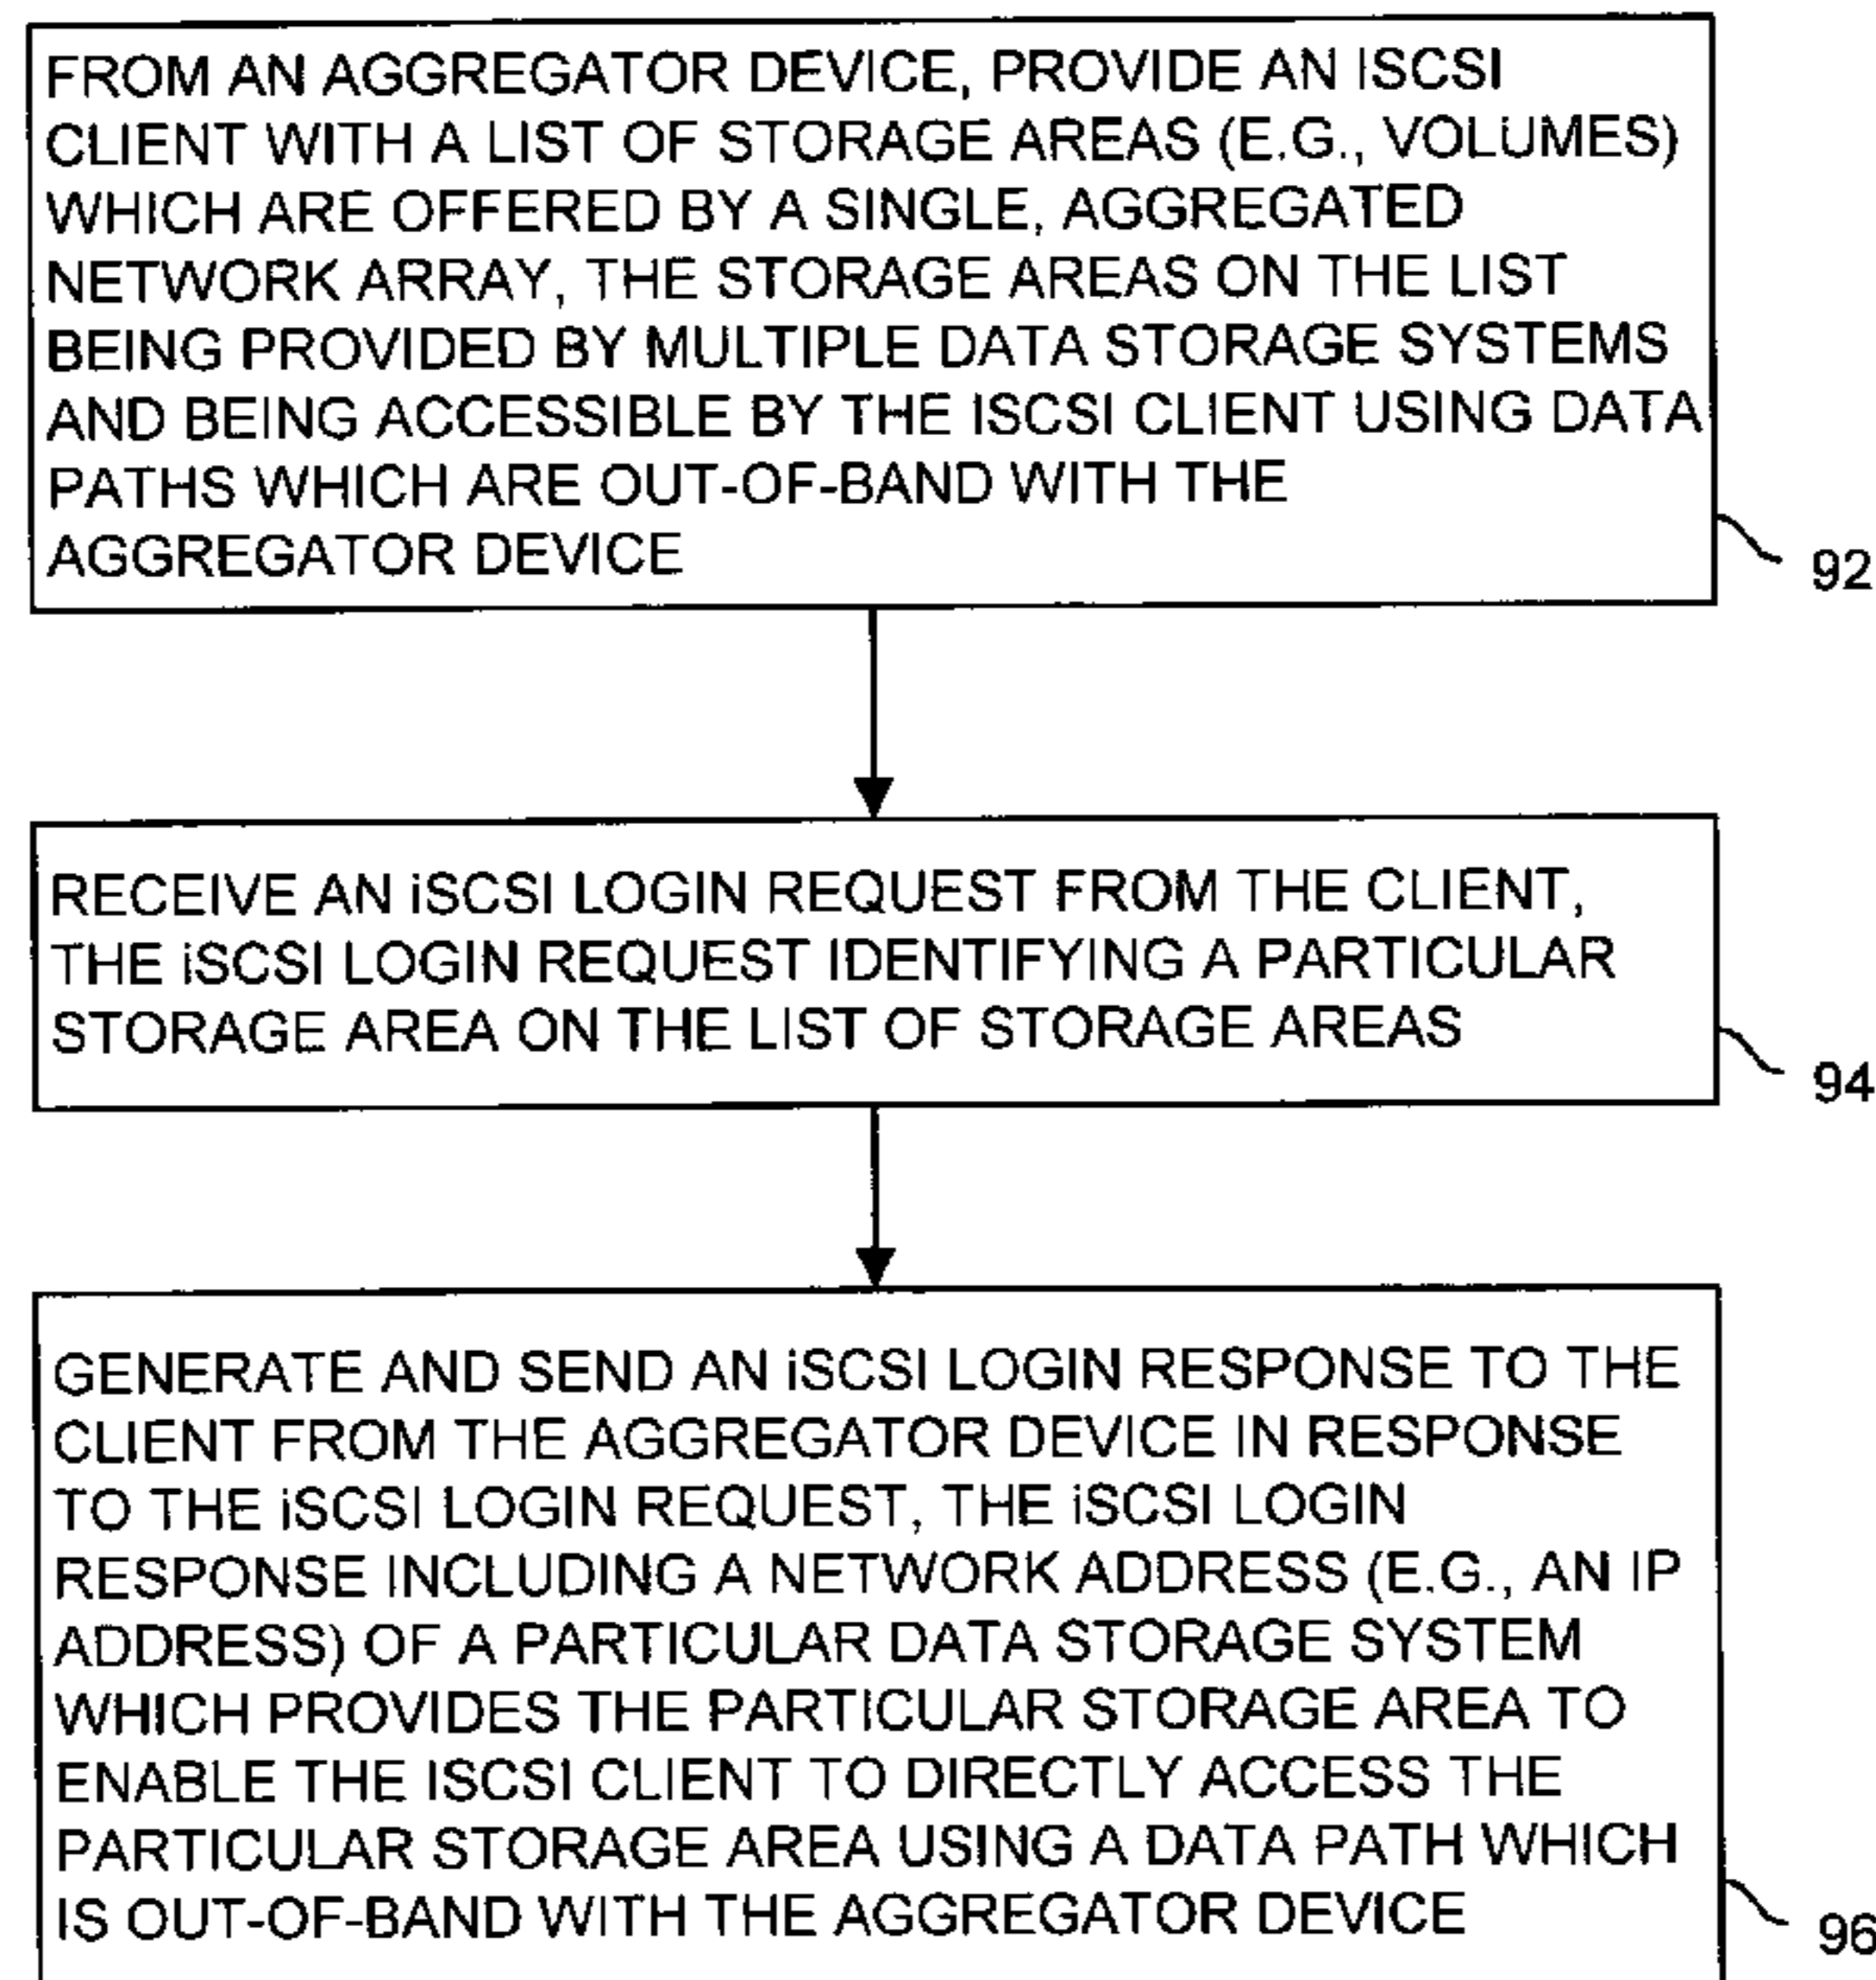 FROM AN AGGREGATOR DEVICE, PROVIDE AN ISCSI
CLIENT WITH A LIST OF STORAGE AREAS (E.G., VOLUMES)
WHICH ARE OFFERED BY A SINGLE, AGGREGATED
NETWORK ARRAY, THE STORAGE AREAS ON THE LIST
BEING PROVIDED BY MULTIPLE DATA STORAGE SYSTEMS
AND BEING ACCESSIBLE BY THE ISCSI CLIENT USING DATA
PATHS WHICH ARE OUT-OF-BAND WITH THE
AGGREGATOR DEVICE
92
RECEIVE AN iSCSI LOGIN REQUEST FROM THE CLIENT,
THE iSCSI LOGIN REQUEST IDENTIFYING A PARTICULAR
STORAGE AREA ON THE LIST OF STORAGE AREAS
94
GENERATE AND SEND AN iSCSI LOGIN RESPONSE TO THE
CLIENT FROM THE AGGREGATOR DEVICE IN RESPONSE
TO THE iSCSI LOGIN REQUEST, THE iSCSI LOGIN
RESPONSE INCLUDING A NETWORK ADDRESS (E.G., AN IP
ADDRESS) OF A PARTICULAR DATA STORAGE SYSTEM
WHICH PROVIDES THE PARTICULAR STORAGE AREA TO
ENABLE THE ISCSI CLIENT TO DIRECTLY ACCESS THE
PARTICULAR STORAGE AREA USING A DATA PATH WHICH
IS OUT-OF-BAND WITH THE AGGREGATOR DEVICE
96